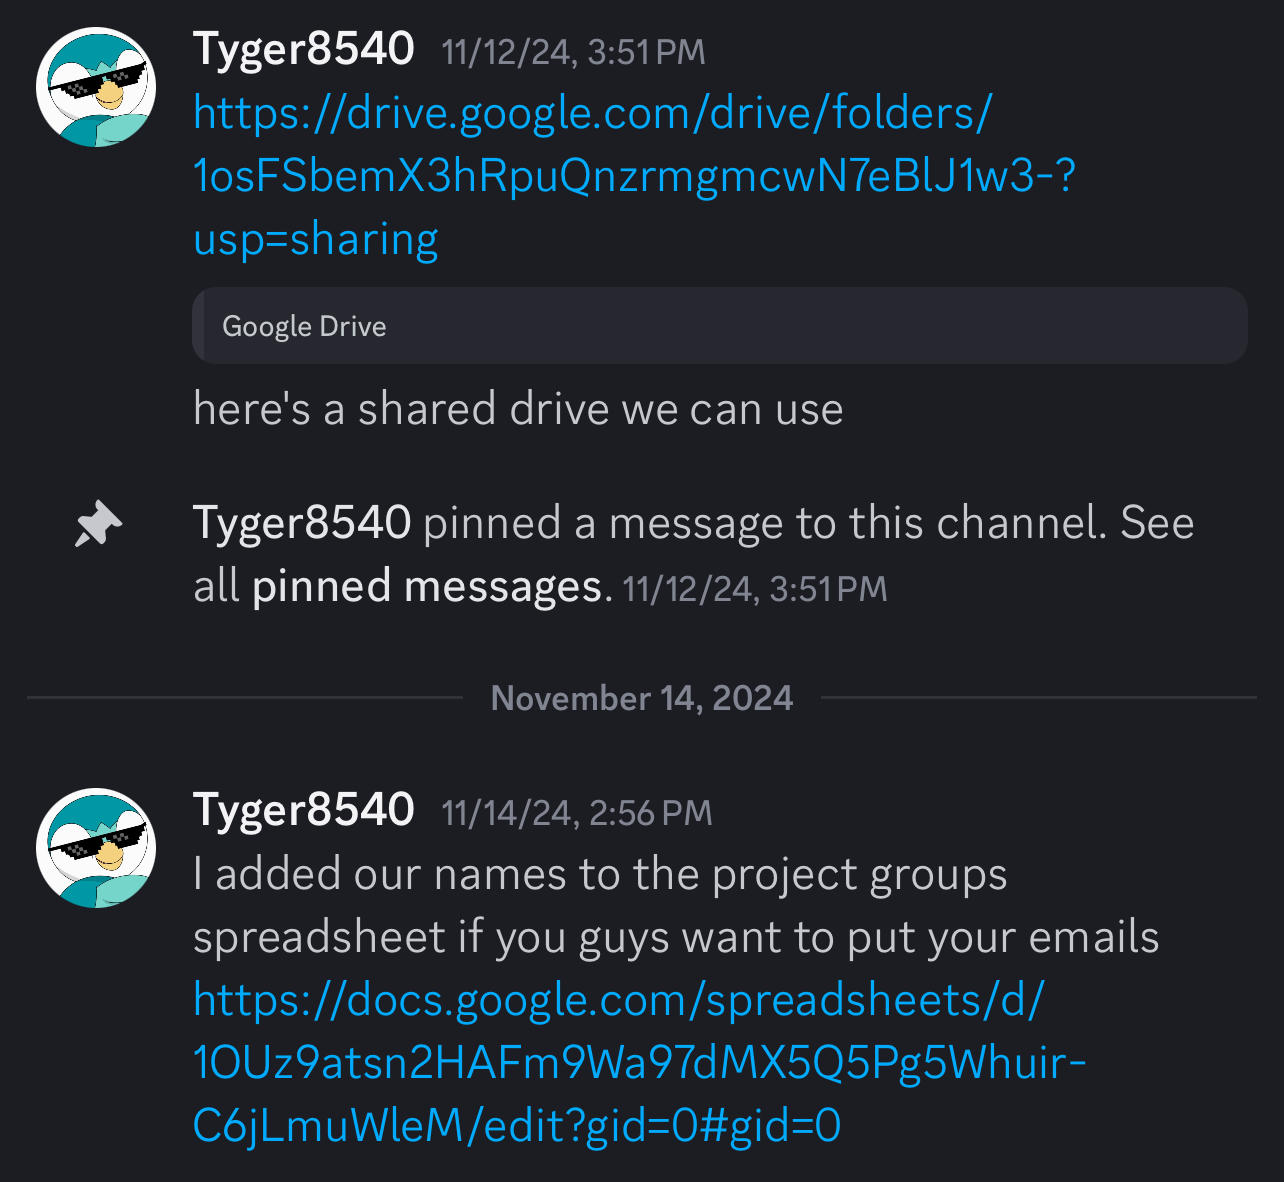 Tyger8540 11/12/24, 3:51 PM
https://drive.google.com/drive/folders/
1osFSbemX3hRpuQnzrmgmcwN7eBlJ1w3-?
usp=sharing
Google Drive
here's a shared drive we can use
Tyger8540 pinned a message to this channel. See
all pinned messages. 11/12/24, 3:51 PM
November 14, 2024
Tyger8540 11/14/24, 2:56 PM
I added our names to the project groups
spreadsheet if you guys want to put your emails
https://docs.google.com/spreadsheets/d/
1OUz9atsn2HAFm9Wa97dMX5Q5Pg5Whuir-
C6jLmuWleM/edit?gid=0#gid=0